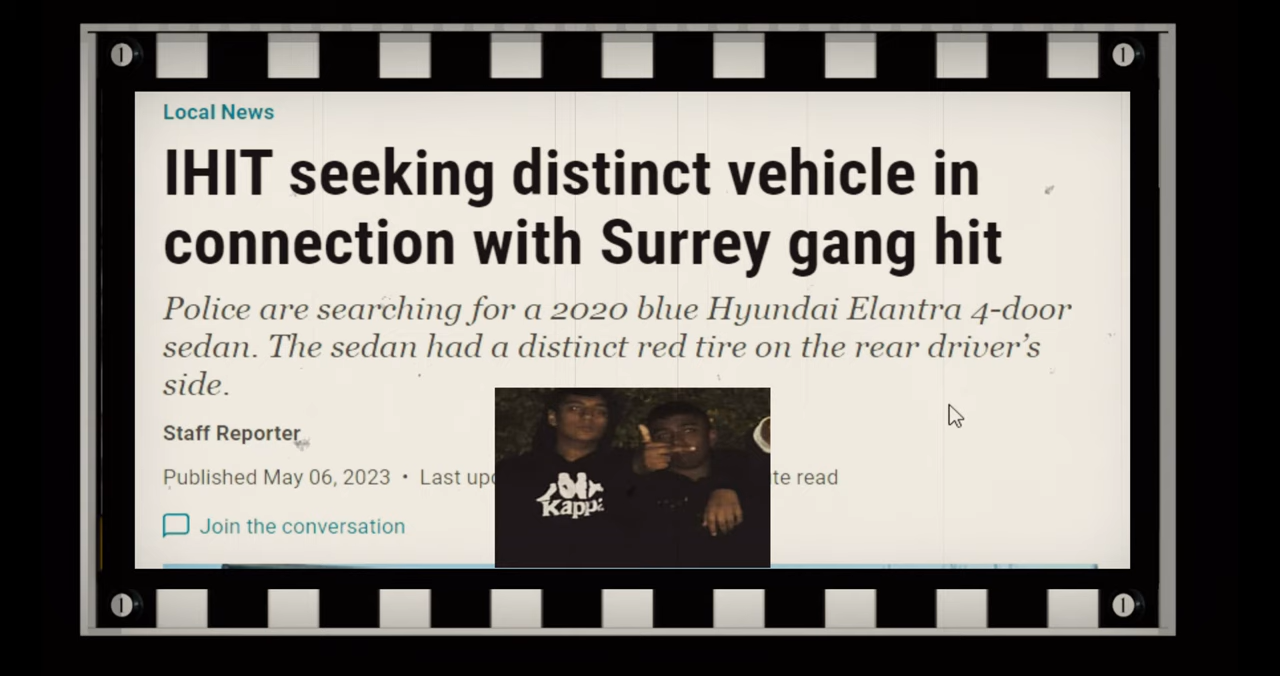 Local News
IHIT seeking distinct vehicle in
connection with Surrey gang hit
Police are searching for a 2020 blue Hyundai Elantra 4-door
sedan. The sedan had a distinct red tire on the rear driver's
side.
Staff Reporter
Published May 06, 2023 • Last read
Kappa
Join the conversation